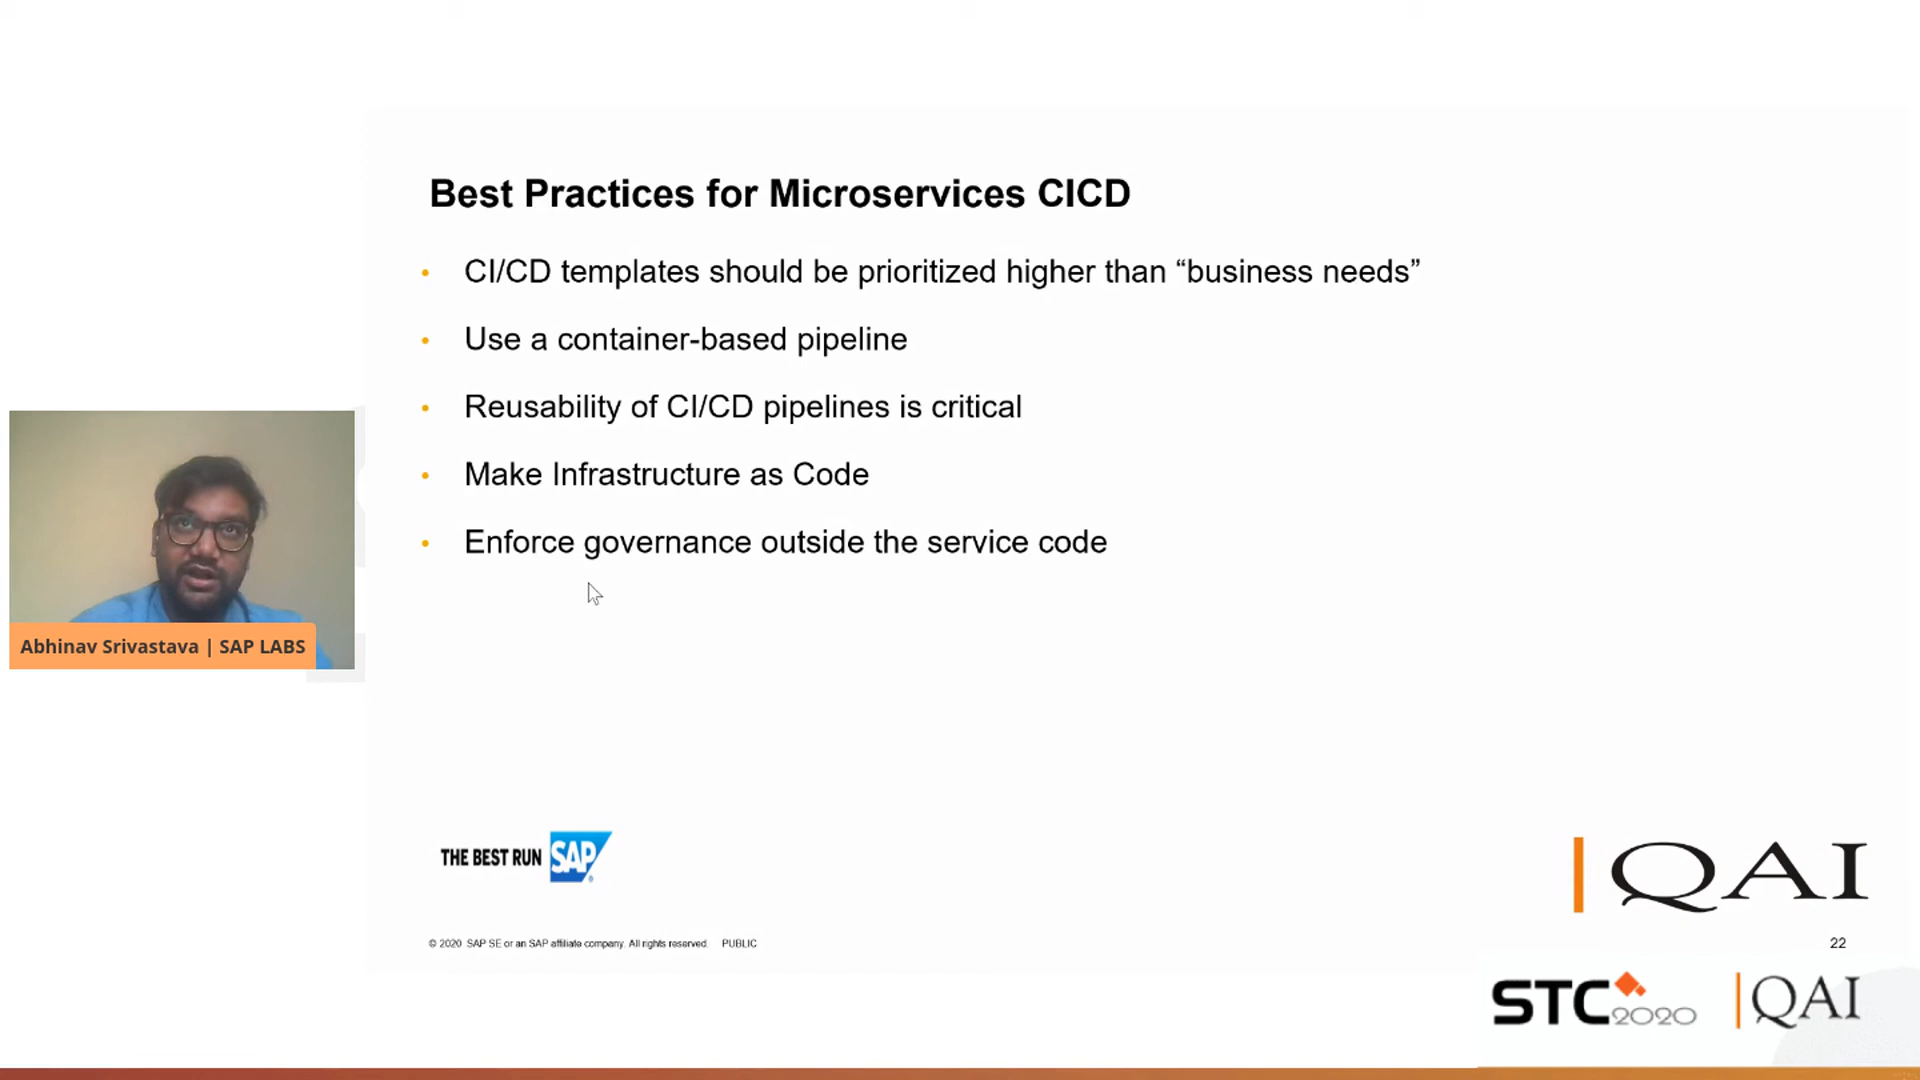 Best Practices for Microservices CICD
• CI/CD templates should be prioritized higher than “business needs”
• Use a container-based pipeline
• Reusability of CI/CD pipelines is critical
• Make Infrastructure as Code
• Enforce governance outside the service code
Abhinav Srivastava | SAP LABS
THE BEST RUN SAP®
QAI
© 2020 SAP SE or an SAP affiliate company. All rights reserved. PUBLIC
22
STC2020 QAI